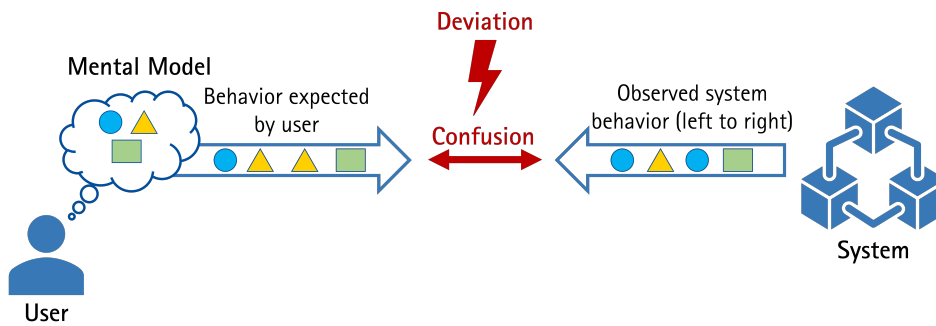 Deviation
Mental Model
Behavior expected
by user
Confusion
Observed system
behavior (left to right)
System
User